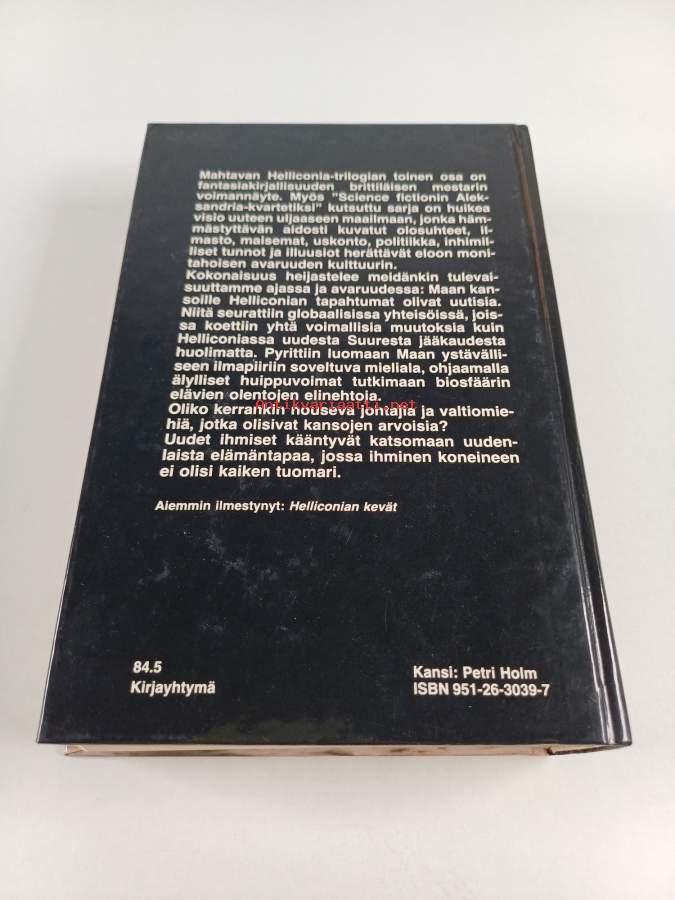 Mahtavan Helliconia-trilogian toinen osa on
fantasiakirjallisuuden brittiläisen mestarin
voimannäyte. Myös "Science fictionin Alek-
sandria-kvartetiksi" kutsuttu sarja on huikea
visio uuteen uljaaseen maailmaan, jonka häm-
mästyttävän aidosti kuvatut olosuhteet, il-
masto, maisemat, uskonto, politiikka, inhimil-
liset tunnot ja illuusiot herättävät eloon moni-
tahoisen avaruuden kulttuurin.
Kokonaisuus heijastelee meidänkin tulevai-
suuttamme ajassa ja avaruudessa: Maan kan-
soille Helliconian tapahtumat olivat uutisia.
Niitä seurattiin globaalisissa yhteisöissä, jois-
sa koettiin yhtä voimallisia muutoksia kuin
Helliconiassa uudesta Suuresta jääkaudesta
huolimatta. Pyrittiin luomaan Maan ystävälli-
seen ilmapiiriin soveltuva mieliala, ohjaamalla
älylliset huippuvoimat tutkimaan biosfäärin
elävien olentojen elinehtoja.
Antikvariaatti.net
Oliko kerrankin nouseva johtajia ja valtiomie-
hiä, jotka olisivat kansojen arvoisia?
Uudet ihmiset kääntyvät katsomaan uuden-
laista elämäntapaa, jossa ihminen koneineen
ei olisi kaiken tuomari.
Aiemmin ilmestynyt: Helliconian kevät
84.5
Kirjayhtymä
Kansi: Petri Holm
ISBN 951-26-3039-7